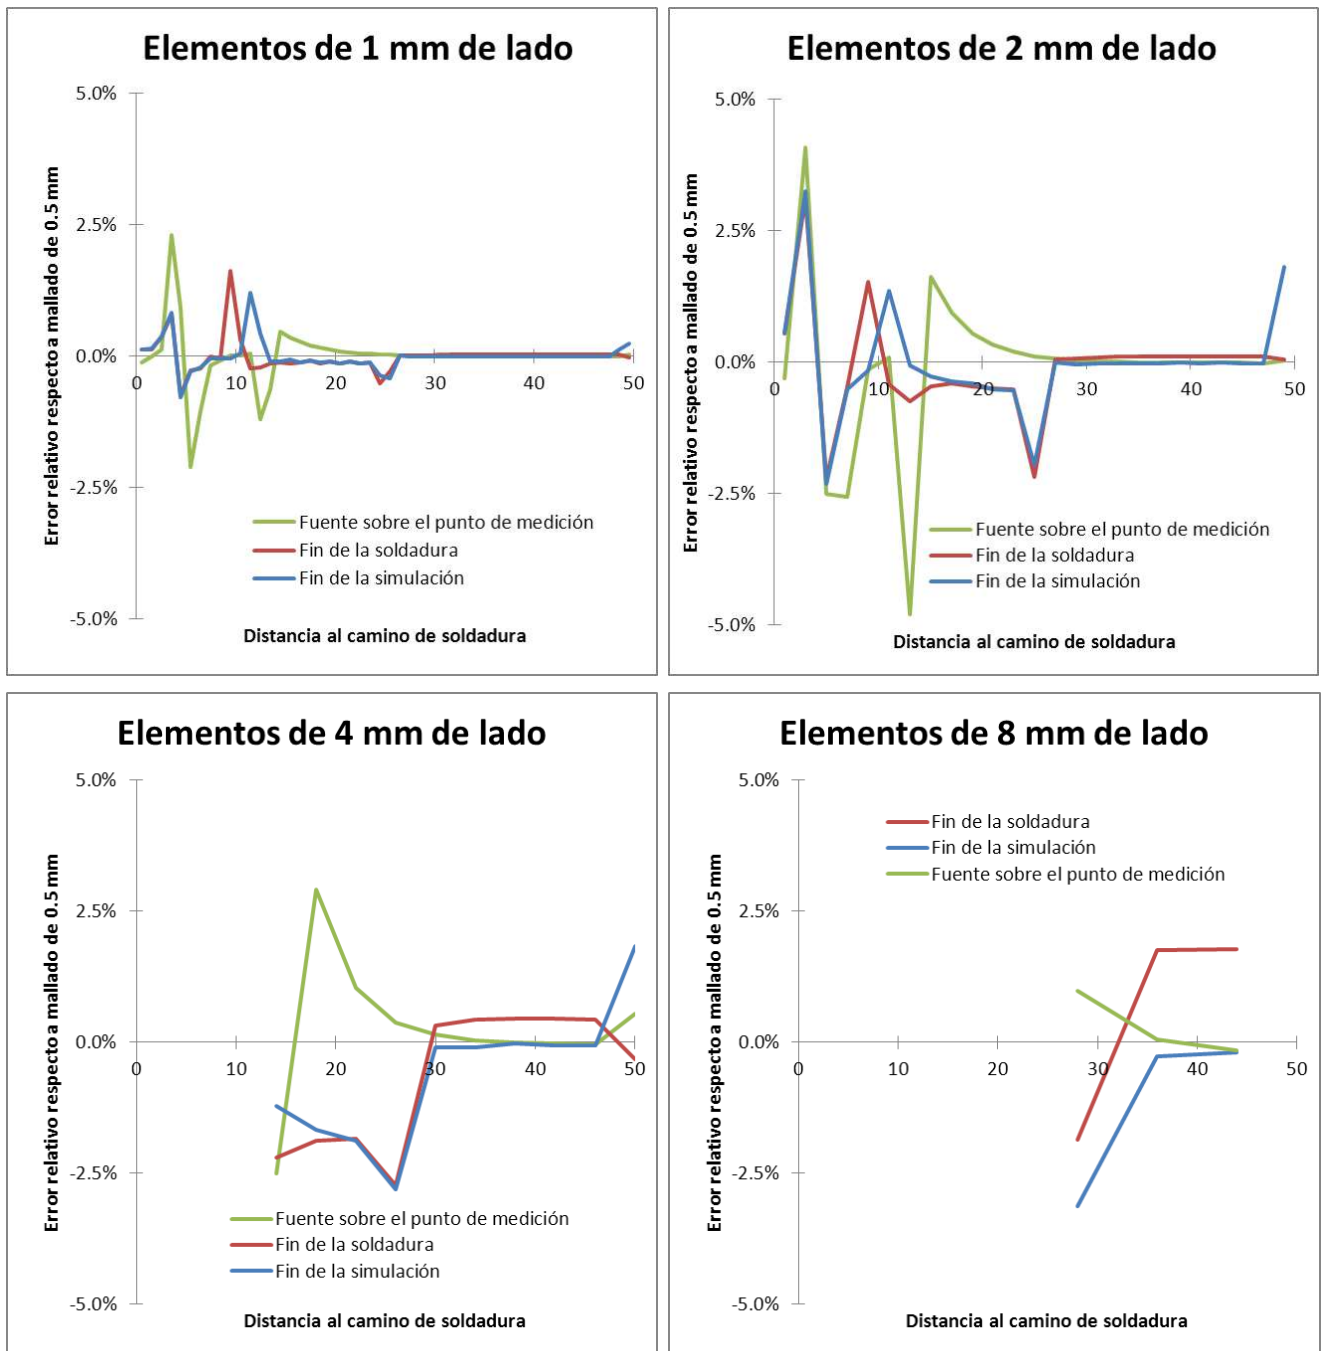 Elementos de 1 mm de lado
Error relativo respecto a mallado de 0.5 mm
5.0%
2.5%
0.0%
-2.5%
-5.0%
0 10 20 30 40 50
Fuente sobre el punto de medición
Fin de la soldadura
Fin de la simulación
Distancia al camino de soldadura
Elementos de 2 mm de lado
Error relativo respecto a mallado de 0.5 mm
5.0%
2.5%
0.0%
-2.5%
-5.0%
0 10 20 30 40 50
Fuente sobre el punto de medición
Fin de la soldadura
Fin de la simulación
Distancia al camino de soldadura
Elementos de 4 mm de lado
Error relativo respecto a mallado de 0.5 mm
5.0%
2.5%
0.0%
-2.5%
-5.0%
0 10 20 30 40 50
Fuente sobre el punto de medición
Fin de la soldadura
Fin de la simulación
Distancia al camino de soldadura
Elementos de 8 mm de lado
Error relativo respecto a mallado de 0.5 mm
5.0%
2.5%
0.0%
-2.5%
-5.0%
0 10 20 30 40 50
Fin de la soldadura
Fin de la simulación
Fuente sobre el punto de medición
Distancia al camino de soldadura